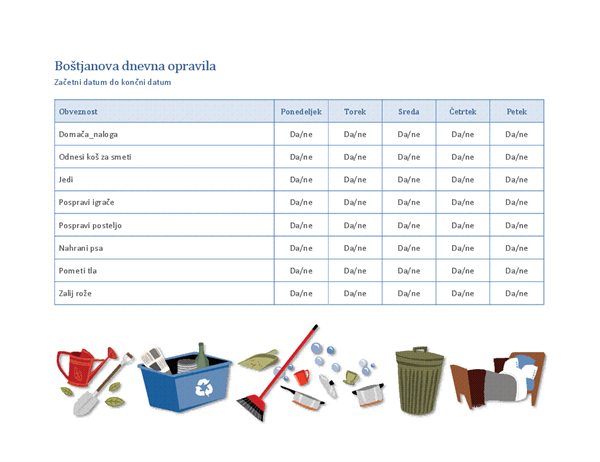 Boštjanova dnevna opravila
Začetni datum do končni datum
Obveznost Ponedeljek Torek Sreda Četrtek Petek
Domača_naloga Da/ne Da/ne Da/ne Da/ne Da/ne
Odnesi koš za smeti Da/ne Da/ne Da/ne Da/ne Da/ne
Jedi Da/ne Da/ne Da/ne Da/ne Da/ne
Pospravi igrače Da/ne Da/ne Da/ne Da/ne Da/ne
Pospravi posteljo Da/ne Da/ne Da/ne Da/ne Da/ne
Nahrani psa Da/ne Da/ne Da/ne Da/ne Da/ne
Pometi tla Da/ne Da/ne Da/ne Da/ne Da/ne
Zalij rože Da/ne Da/ne Da/ne Da/ne Da/ne